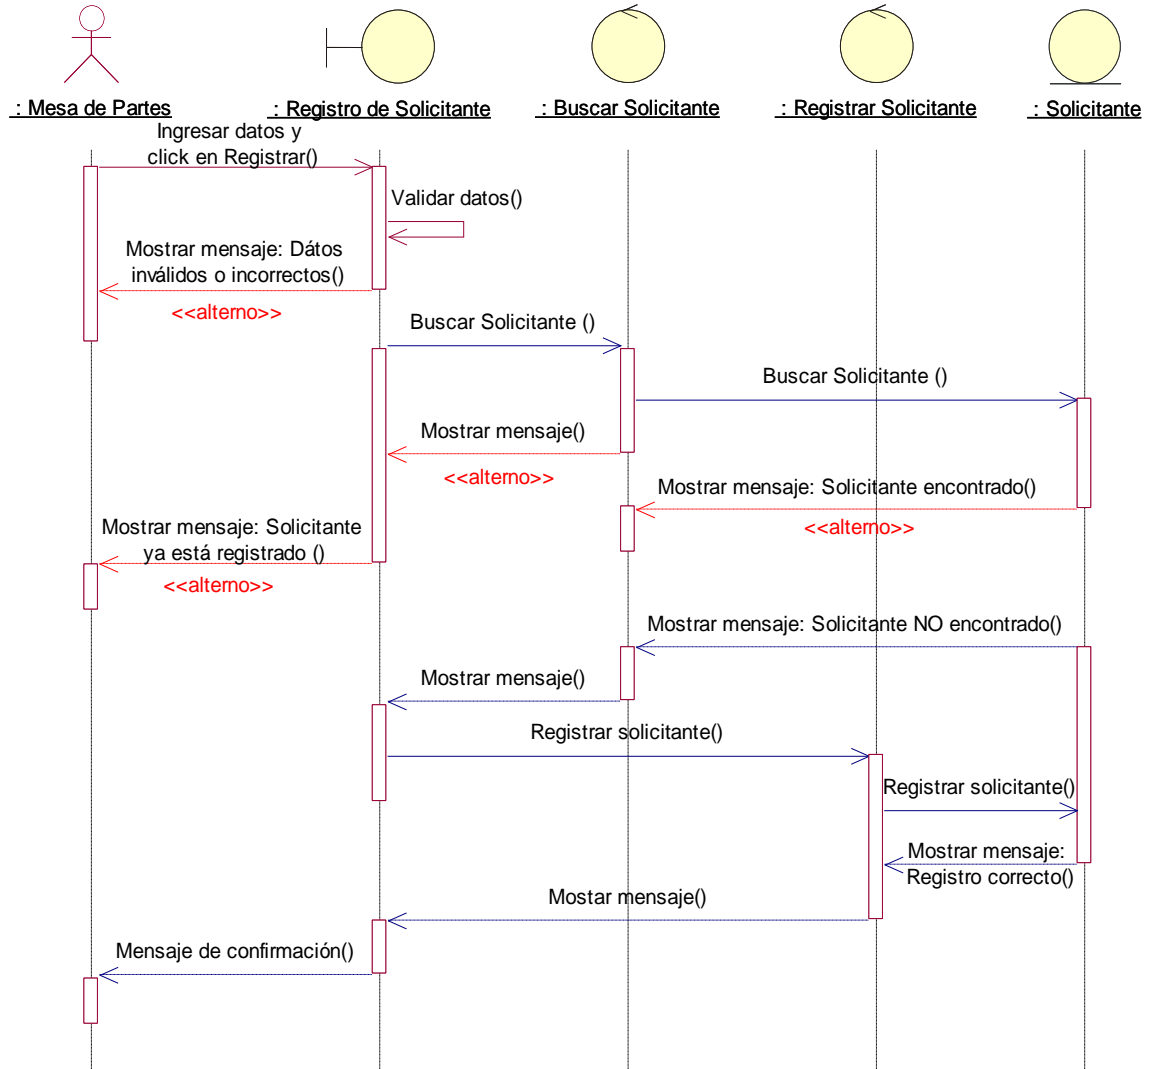 : Mesa de Partes
: Registro de Solicitante
: Buscar Solicitante
: Registrar Solicitante
: Solicitante
Ingresar datos y
click en Registrar()
Validar datos()
Mostrar mensaje: Dátos
inválidos o incorrectos()
<<alterno>>
Buscar Solicitante ()
Buscar Solicitante ()
Mostrar mensaje()
<<alterno>>
Mostrar mensaje: Solicitante encontrado()
<<alterno>>
Mostrar mensaje: Solicitante
ya está registrado ()
<<alterno>>
Mostrar mensaje: Solicitante NO encontrado()
Mostrar mensaje()
Registrar solicitante()
Registrar solicitante()
Mostrar mensaje:
Registro correcto()
Mostar mensaje()
Mensaje de confirmación()